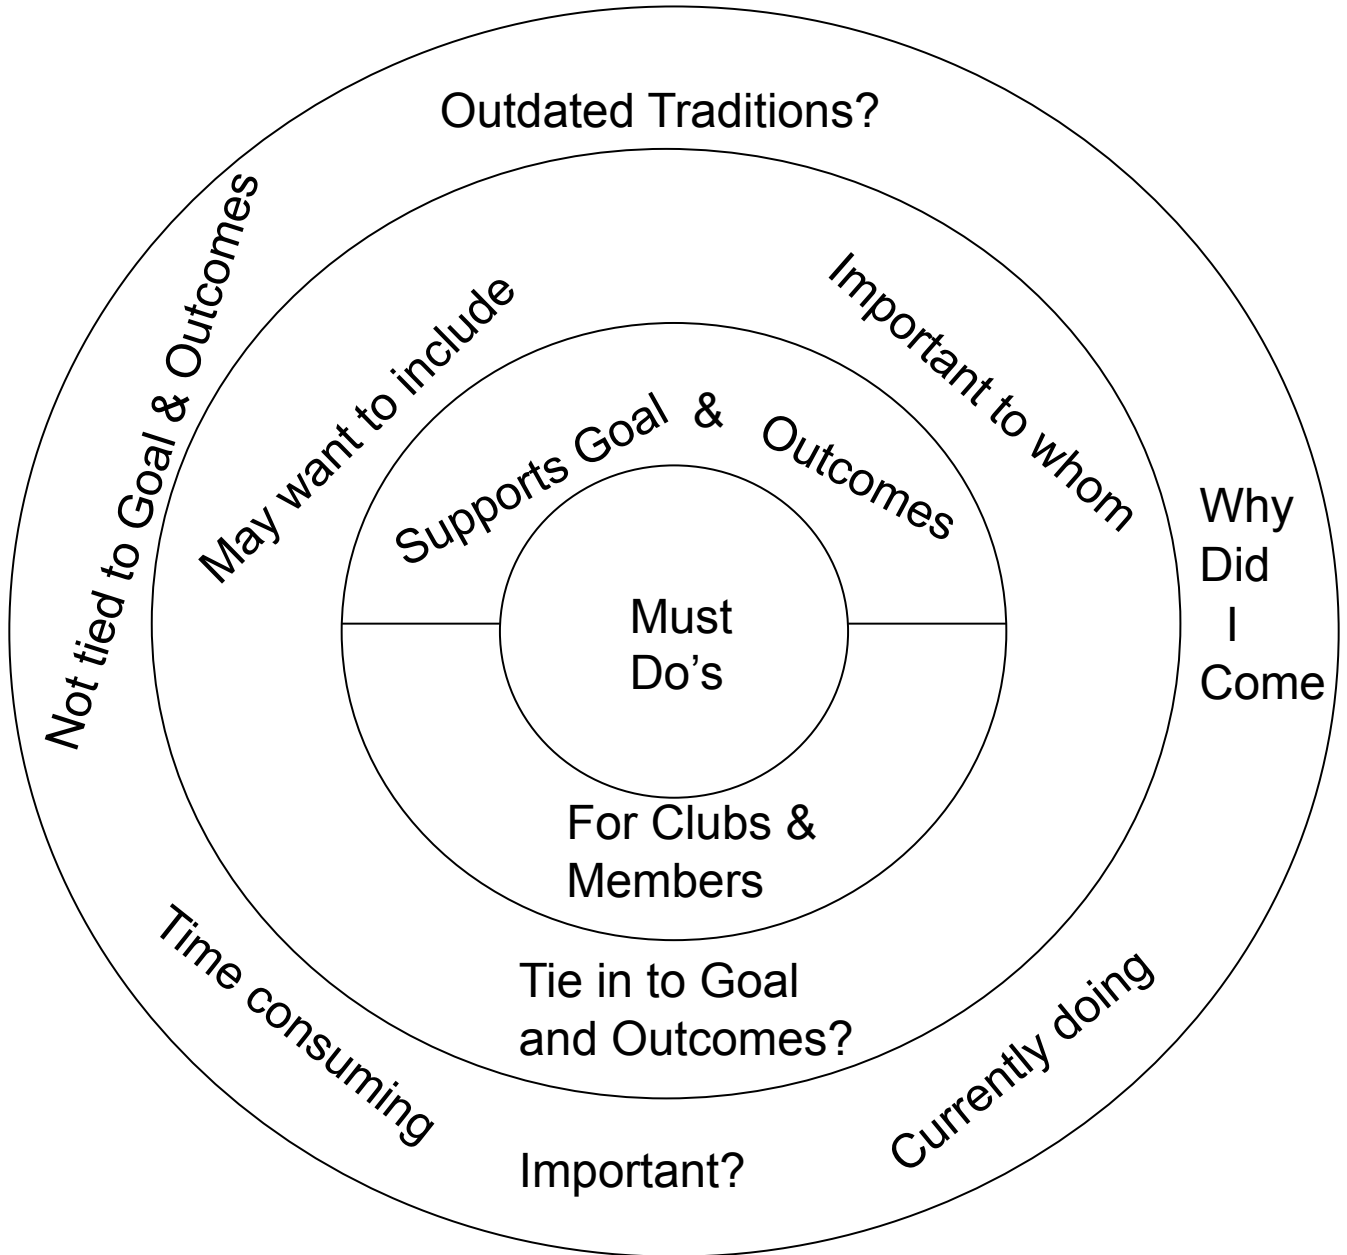 Outdated Traditions?
Not tied to Goal & Outcomes
May want to include
Important to whom
Supports Goal & Outcomes
Why
Did
I
Come
Must
Do’s
For Clubs &
Members
Tie in to Goal
and Outcomes?
Time consuming
Important?
Currently doing